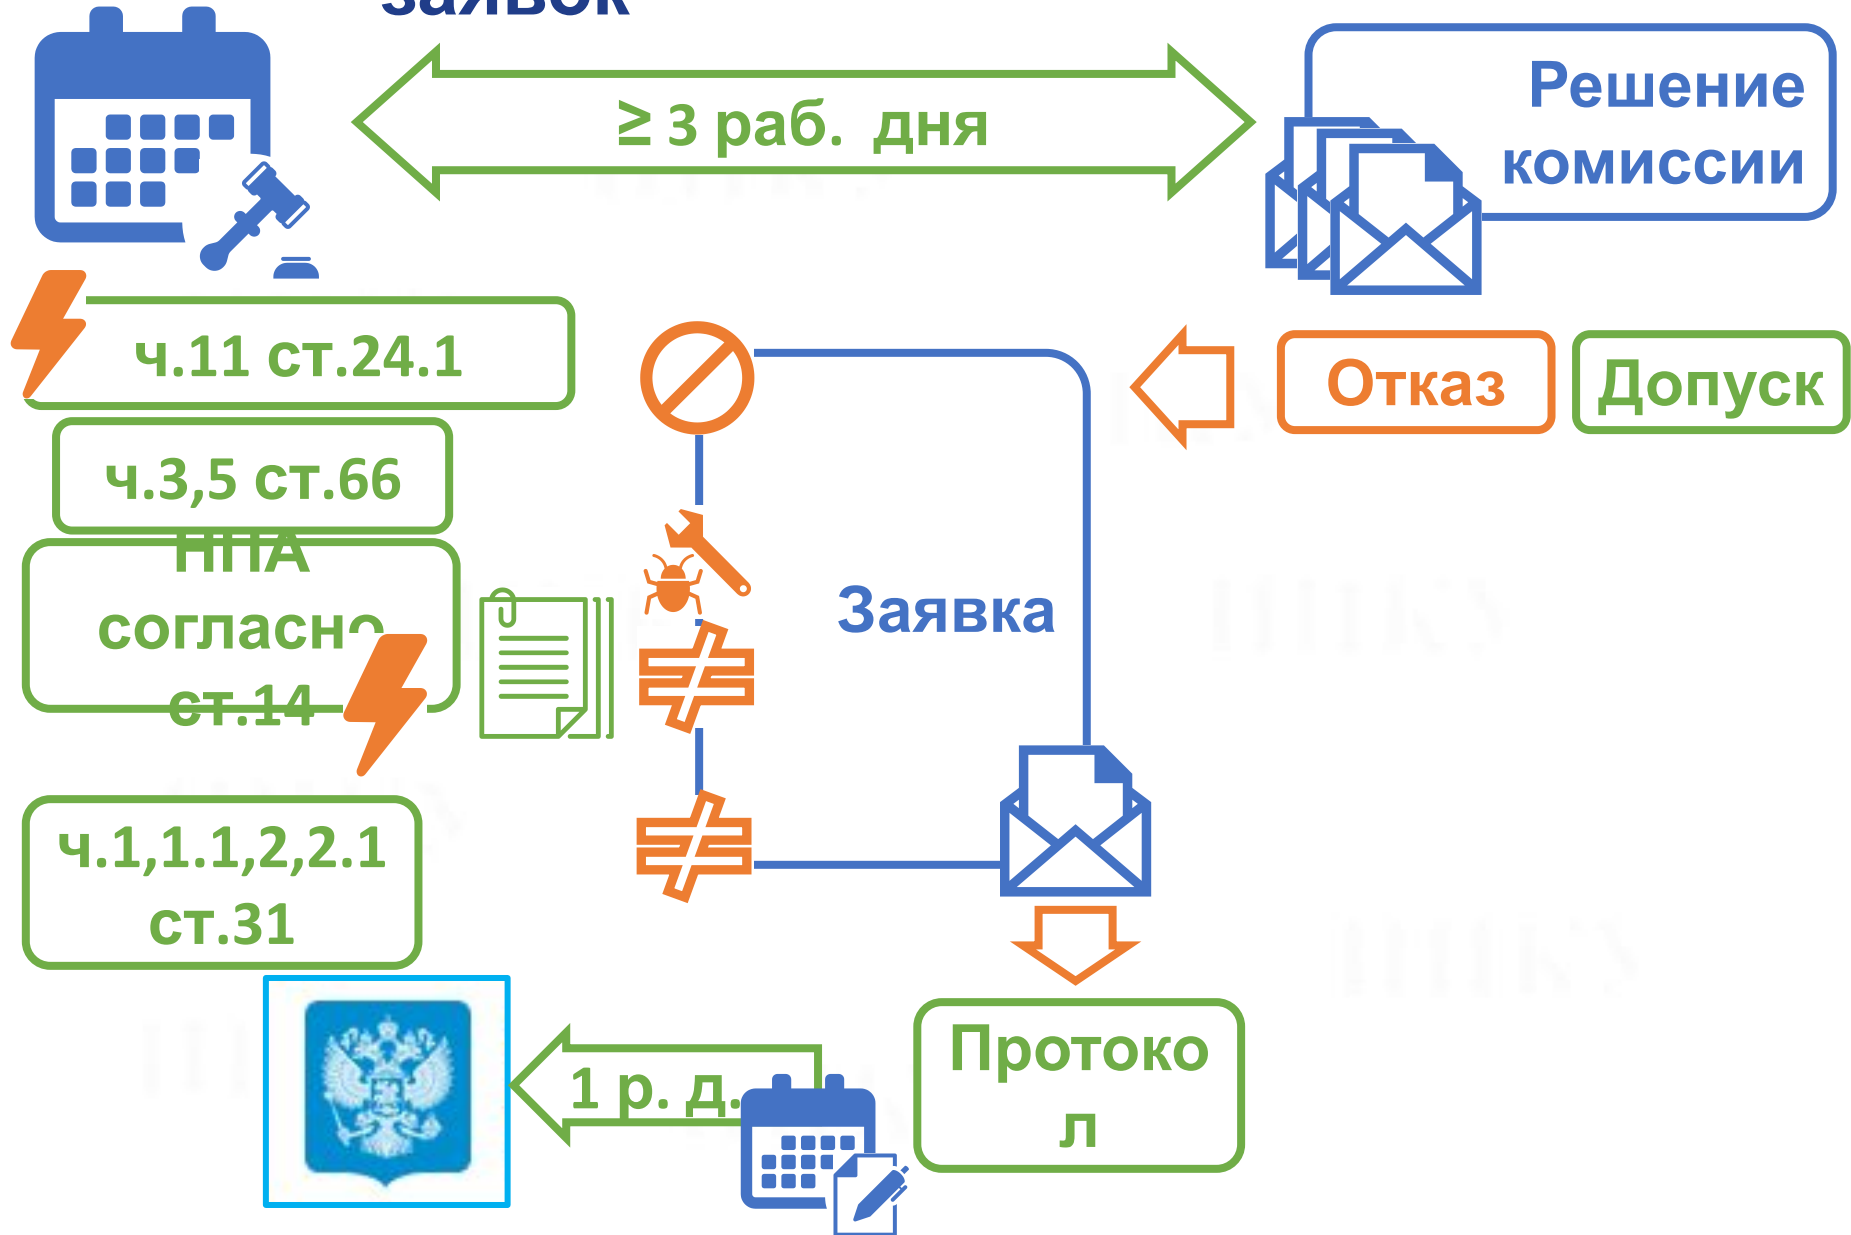 заявок
≥ 3 раб. дня
Решение
комиссии
ч.11 ст.24.1
Отказ
Допуск
ч.3,5 ст.66
НПА
согласно
ст.14
Заявка
ч.1,1.1,2,2.1
ст.31
Протоко
л
1 р. д.